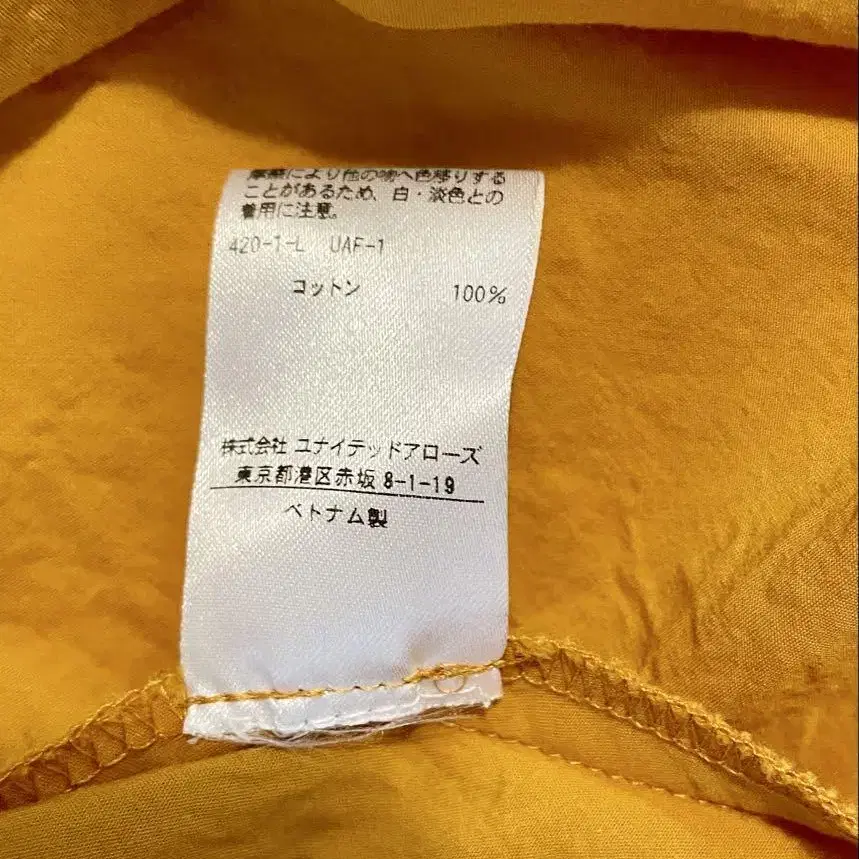 摩擦により他の物へ色移りする
ことがあるため、白・淡色との
着用に注意。
420-1-L UAF-1
コットン 100%
株式会社 ユナイテッドアローズ
東京都港区赤坂 8-1-19
ベトナム製